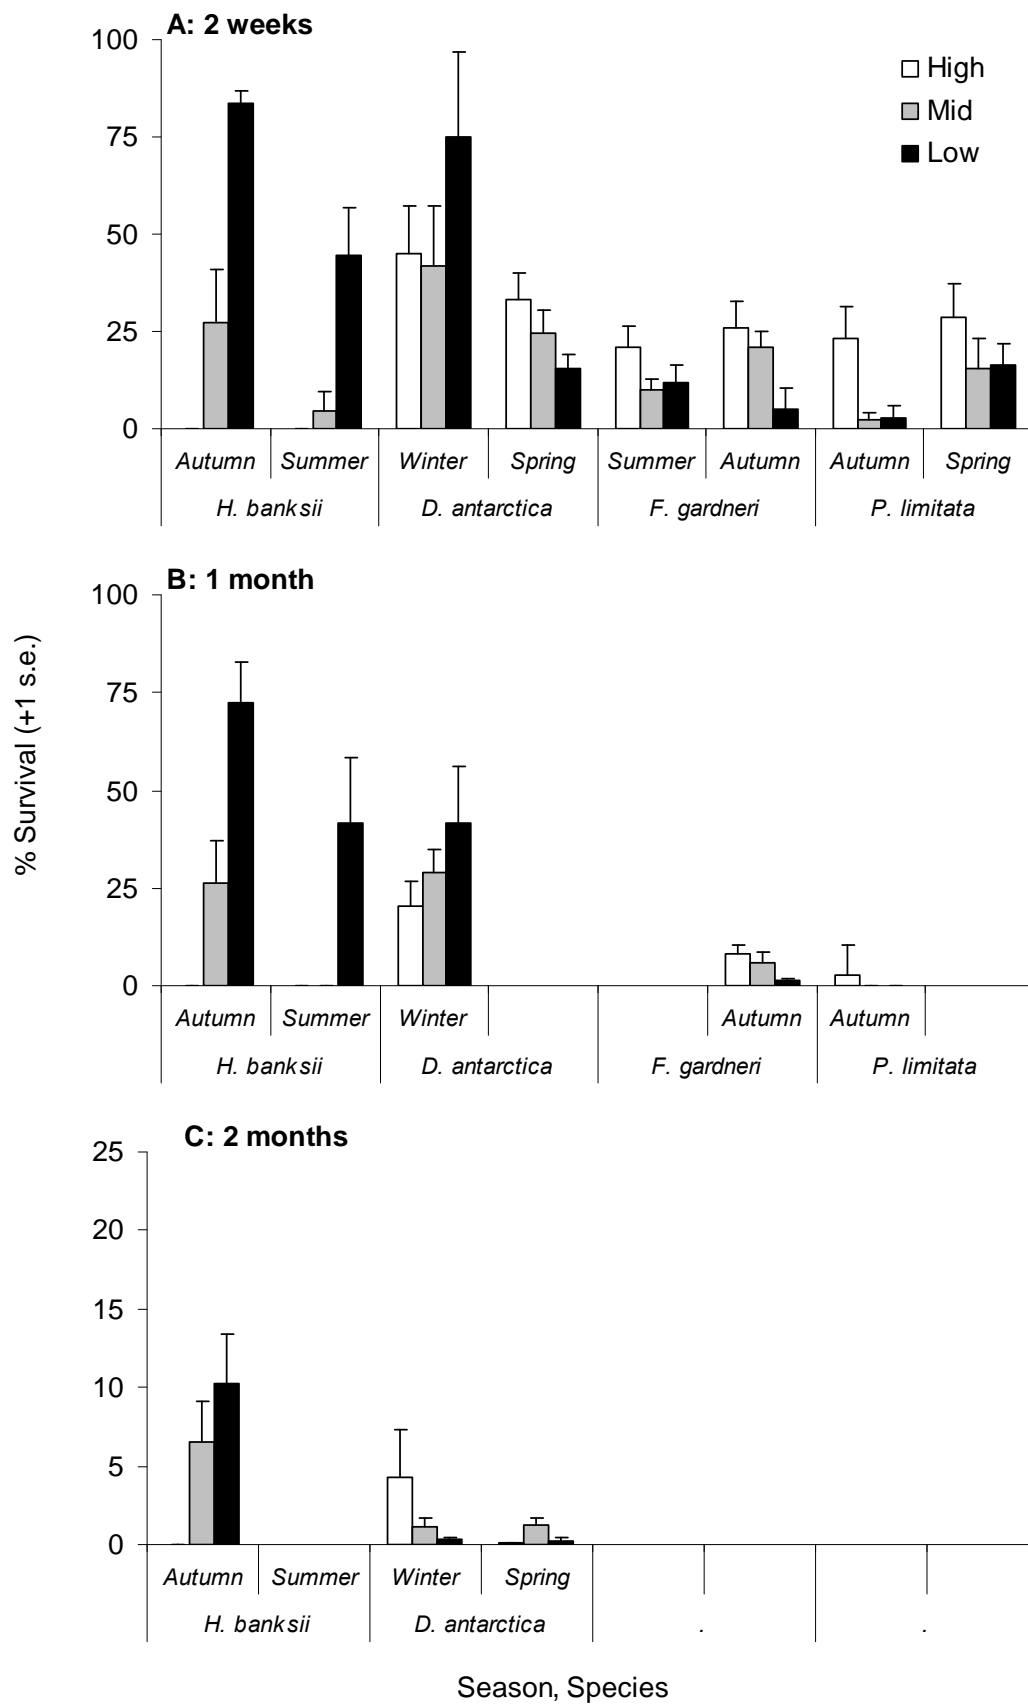 A: 2 weeks
100
75
50
25
0
High
Mid
Low
Autumn Summer Winter Spring Summer Autumn Autumn Spring
H. banksii D. antarctica F. gardneri P. limitata
B: 1 month
100
75
50
25
0
% Survival (+1 s.e.)
Autumn Summer Winter Autumn Autumn
H. banksii D. antarctica F. gardneri P. limitata
C: 2 months
25
20
15
10
5
0
Autumn Summer Winter Spring
H. banksii D. antarctica . .
Season, Species